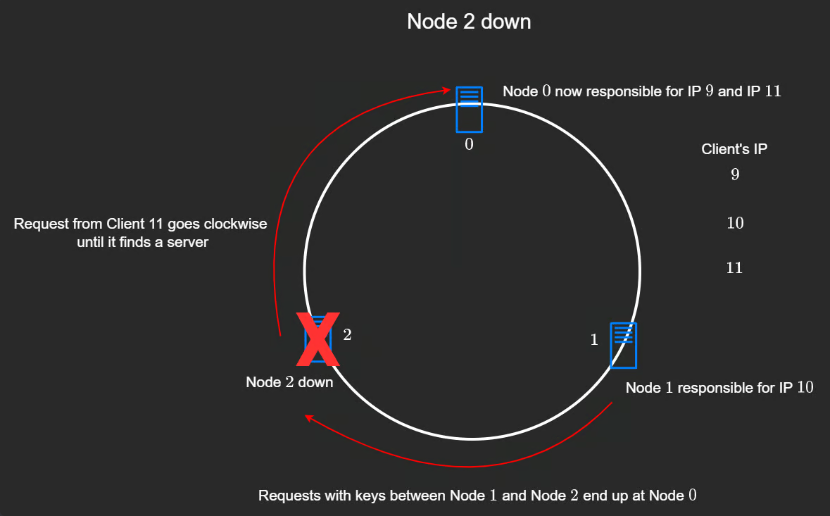 Node 2 down
Node 0 now responsible for IP 9 and IP 11
0
Client's IP
9
10
11
Request from Client 11 goes clockwise
until it finds a server
2
1
Node 2 down
Node 1 responsible for IP 10
Requests with keys between Node 1 and Node 2 end up at Node 0